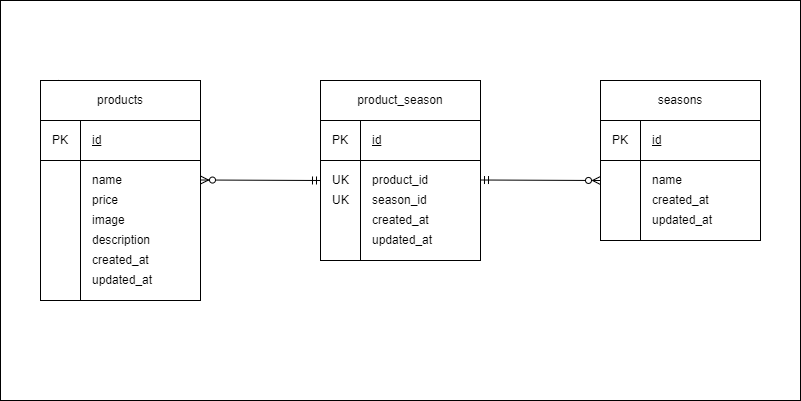 products
PK id
name
price
image
description
created_at
updated_at
product_season
PK id
UK product_id
UK season_id
created_at
updated_at
seasons
PK id
name
created_at
updated_at